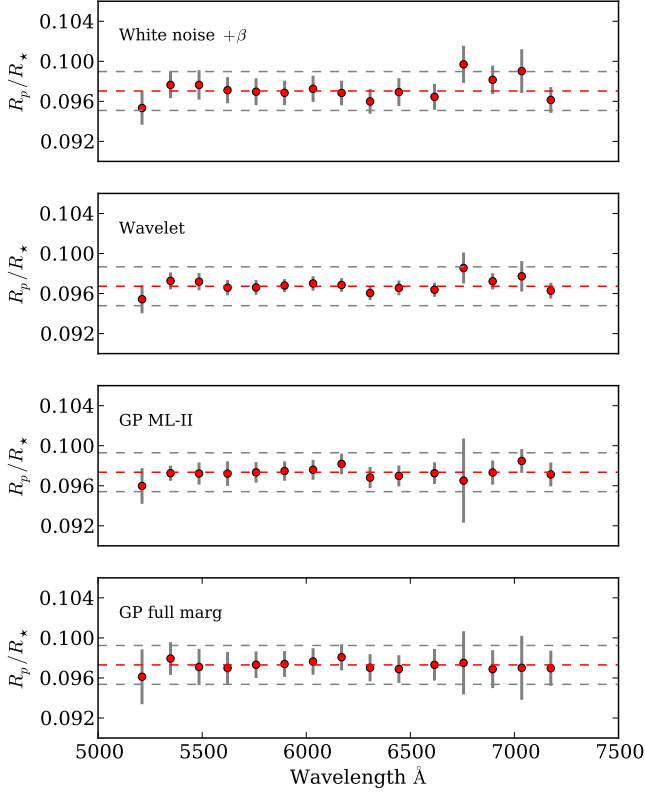 0.104
White noise +β
0.100
0.096
0.092
R_p/R_⋆
0.104
Wavelet
0.100
0.096
0.092
R_p/R_⋆
0.104
GP ML-II
0.100
0.096
0.092
R_p/R_⋆
0.104
GP full marg
0.100
0.096
0.092
R_p/R_⋆
5000 5500 6000 6500 7000 7500
Wavelength Å